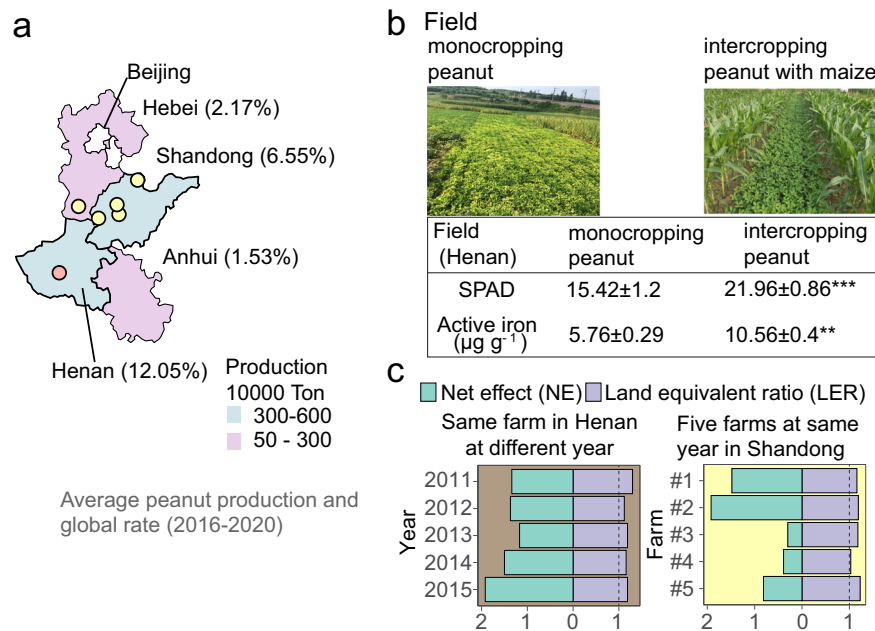 a
Beijing
Hebei (2.17%)
Shandong (6.55%)
Anhui (1.53%)
Henan (12.05%)
Production
10000 Ton
300-600
50 - 300
Average peanut production and
global rate (2016-2020)
b
Field
monocropping
peanut
intercropping
peanut with maize
Field
(Henan)
monocropping
peanut
intercropping
peanut
SPAD 15.42±1.2 21.96±0.86***
Active iron
(µg g⁻¹) 5.76±0.29 10.56±0.4**
c
Net effect (NE) Land equivalent ratio (LER)
Same farm in Henan
at different year
Year
2011
2012
2013
2014
2015
2 1 0 1
Five farms at same
year in Shandong
Farm
#1
#2
#3
#4
#5
2 1 0 1